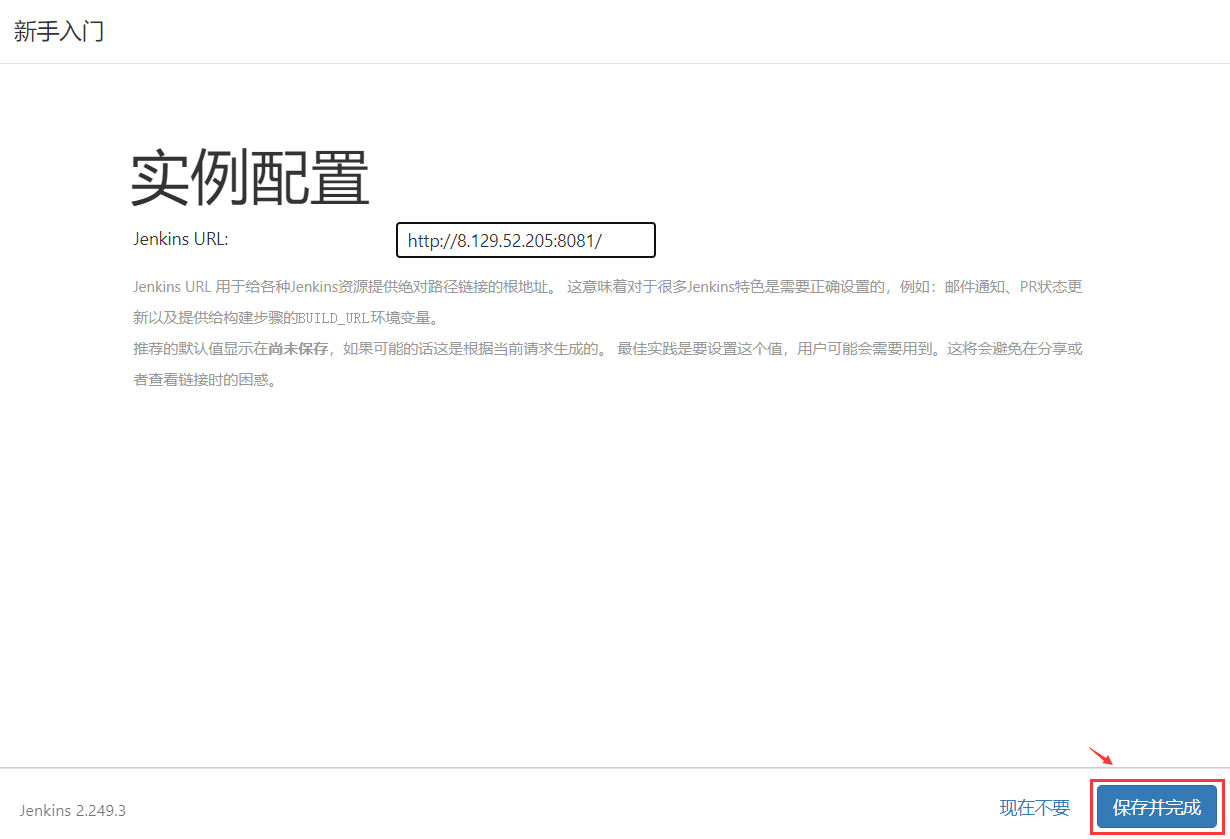 新手入门
实例配置
Jenkins URL:
http://8.129.52.205:8081/
Jenkins URL 用于给各种Jenkins资源提供绝对路径链接的根地址。 这意味着对于很多Jenkins特色是需要正确设置的，例如：邮件通知、PR状态更
新以及提供给构建步骤的BUILD_URL环境变量。
推荐的默认值显示在尚未保存，如果可能的话这是根据当前请求生成的。 最佳实践是要设置这个值，用户可能会需要用到。这将会避免在分享或
者查看链接时的困惑。
Jenkins 2.249.3
现在不要
保存并完成